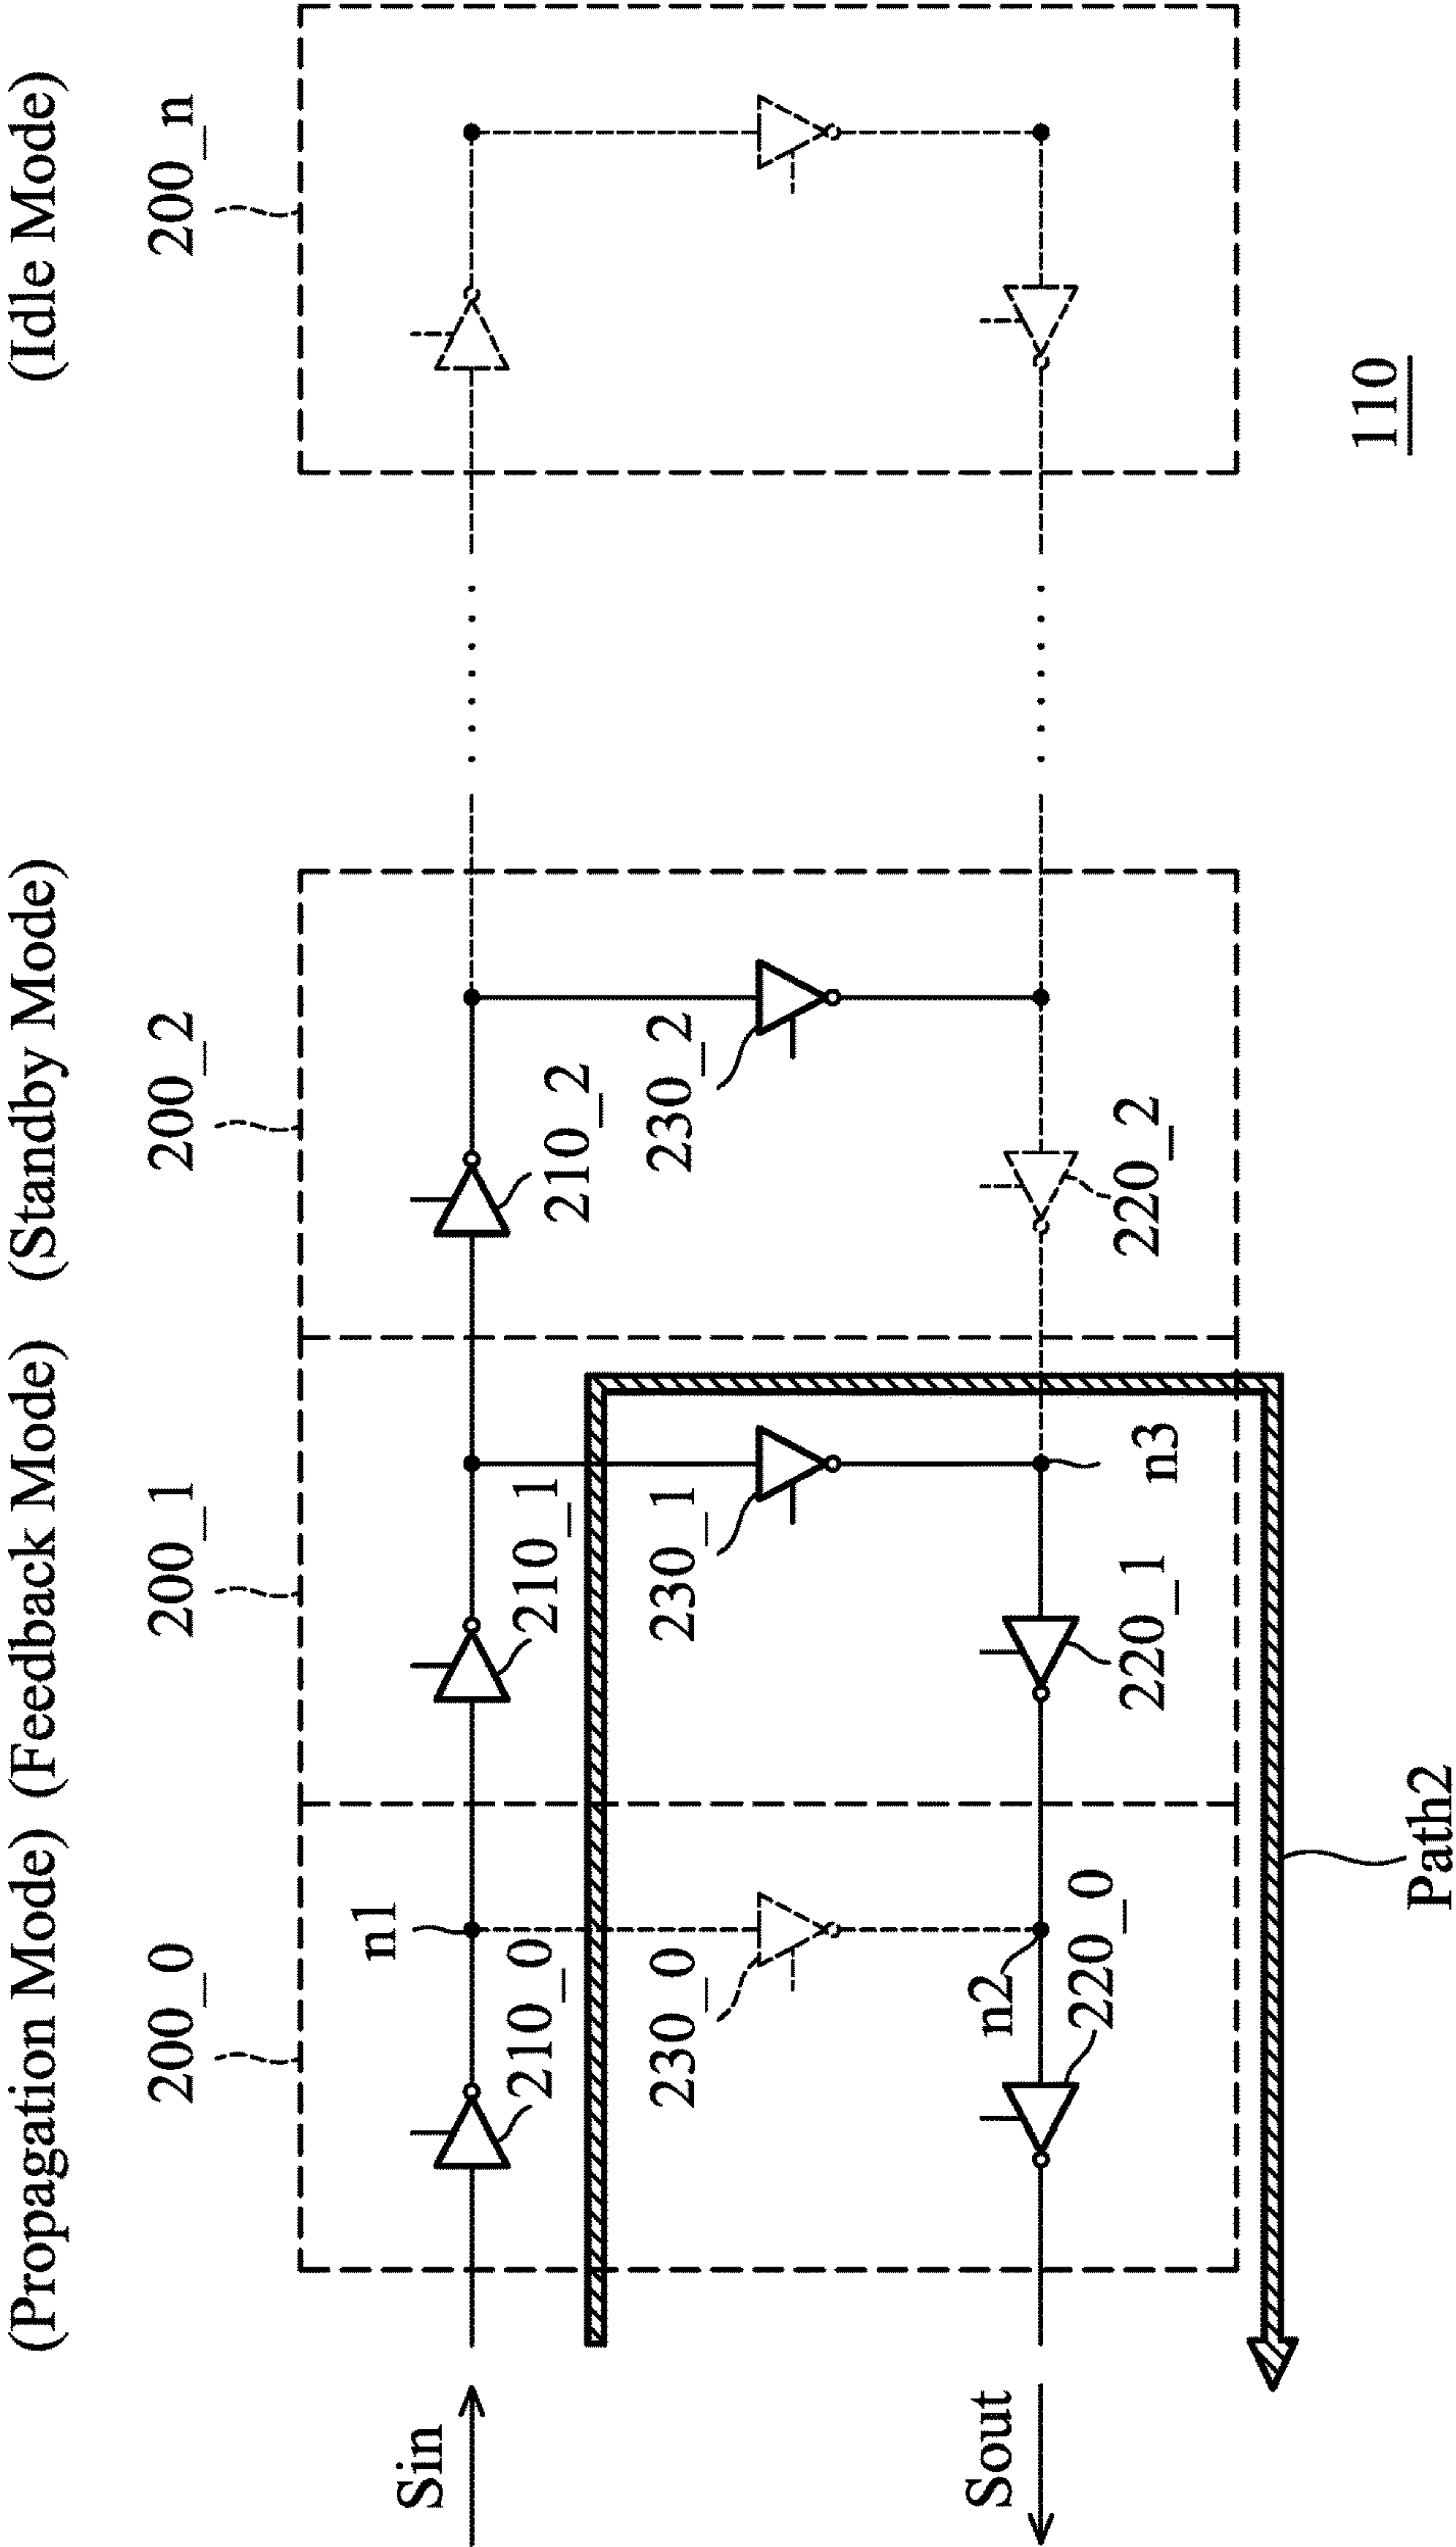 (Propagation Mode) (Feedback Mode) (Standby Mode) (Idle Mode)
200_0 200_1 200_2 200_n
n1
Sin
210_0 210_1 210_2
230_0 230_1 230_2
n2 n3
Sout
220_0 220_1 220_2
Path2
110